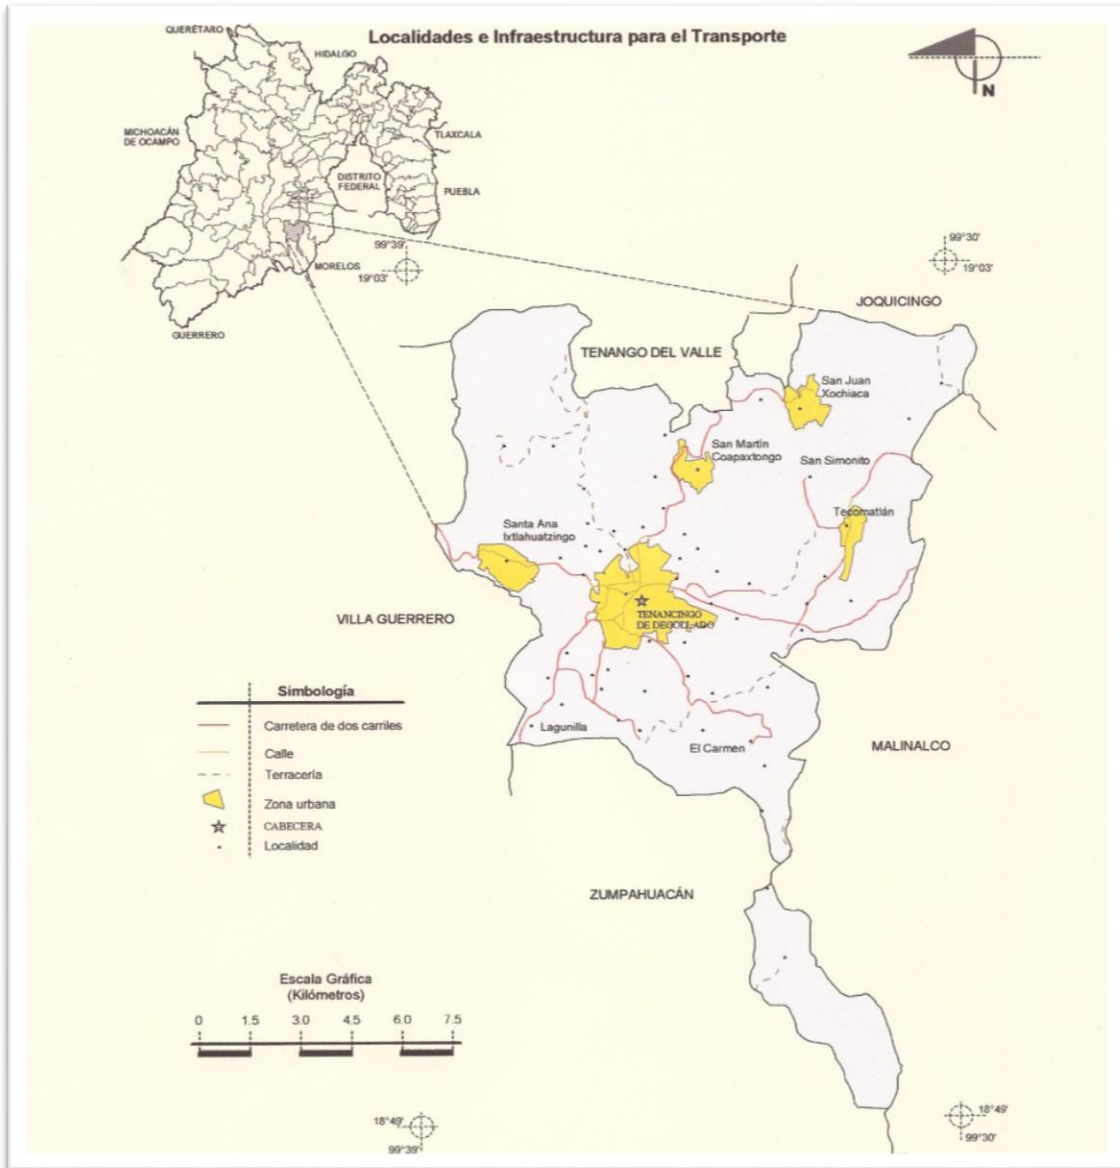 Localidades e Infraestructura para el Transporte
QUERÉTARO
HIDALGO
MICHOACÁN
DE OCAMPO
TLAXCALA
DISTRITO
FEDERAL
PUEBLA
MORELOS
GUERRERO
N
99°39'
19°03'
99°30'
19°03'
JOQUICINGO
TENANGO DEL VALLE
San Juan
Xochiaca
San Martín
Coapaxtongo
San Simonito
Tecomatlán
Santa Ana
Ixtlahuatzingo
TENANCINGO
DE DEGOLLADO
VILLA GUERRERO
Lagunilla
El Carmen
MALINALCO
ZUMPAHUACÁN
Simbología
Carretera de dos carriles
Calle
Terracería
Zona urbana
CABECERA
Localidad
Escala Gráfica
(Kilómetros)
0 1.5 3.0 4.5 6.0 7.5
18°49'
99°39'
18°49'
99°30'